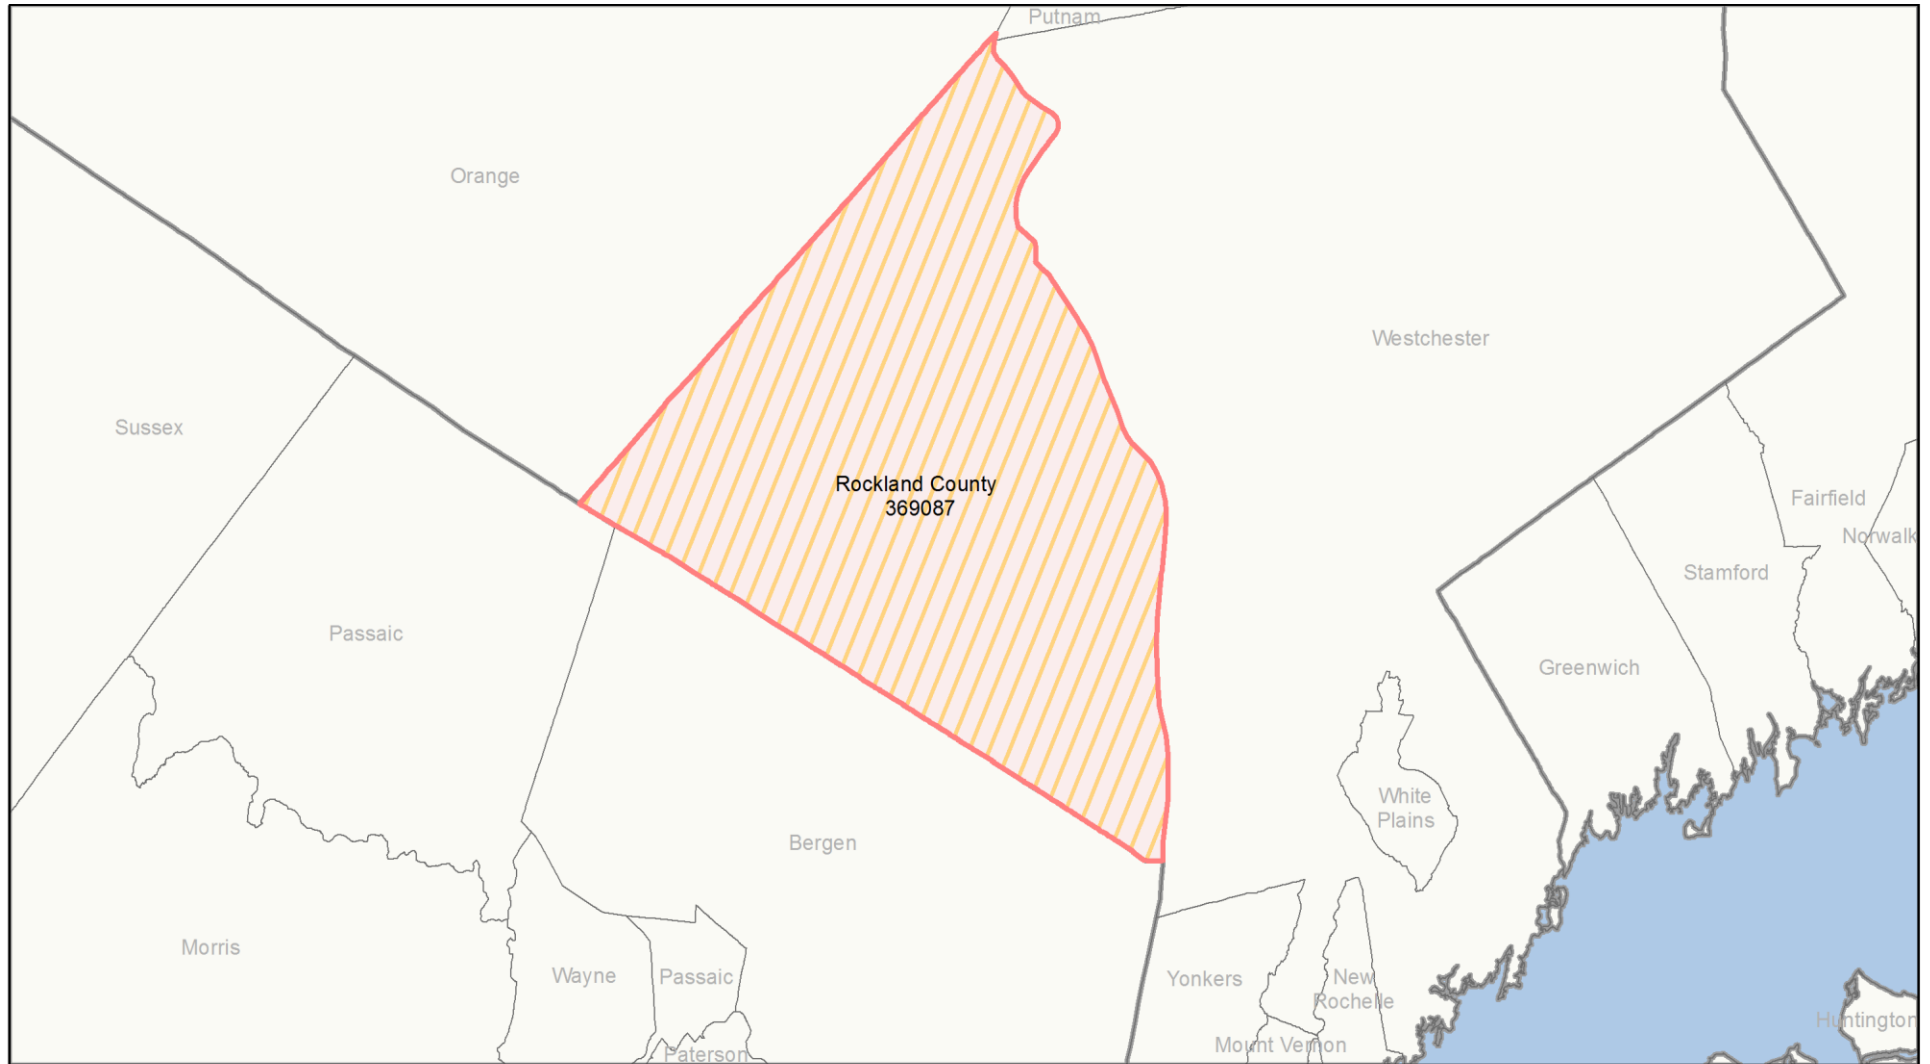 Putnam
Orange
Westchester
Sussex
Rockland County
369087
Fairfield
Norwalk
Stamford
Passaic
Greenwich
White
Plains
Bergen
Morris
Wayne
Passaic
Yonkers
New
Rochelle
Huntington
Mount Vernon
Paterson